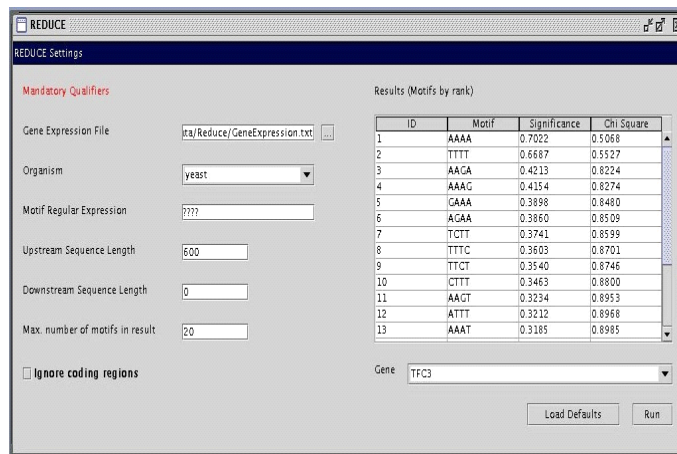 REDUCE
REDUCE Settings
Mandatory Qualifiers
Gene Expression File
ıta/Reduce/GeneExpression.txt
...
Organism
yeast
Motif Regular Expression
????
Upstream Sequence Length
600
Downstream Sequence Length
0
Max. number of motifs in result
20
Ignore coding regions
Results (Motifs by rank)
ID Motif Significance Chi Square
1 AAAA 0.7022 0.5068
2 TTTT 0.6687 0.5527
3 AAGA 0.4213 0.8224
4 AAAG 0.4154 0.8274
5 GAAA 0.3898 0.8480
6 AGAA 0.3860 0.8509
7 TCTT 0.3741 0.8599
8 TTTC 0.3603 0.8701
9 TTCT 0.3540 0.8746
10 CTTT 0.3463 0.8800
11 AAGT 0.3234 0.8953
12 ATTT 0.3212 0.8968
13 AAAT 0.3185 0.8985
Gene TFC3
Load Defaults Run